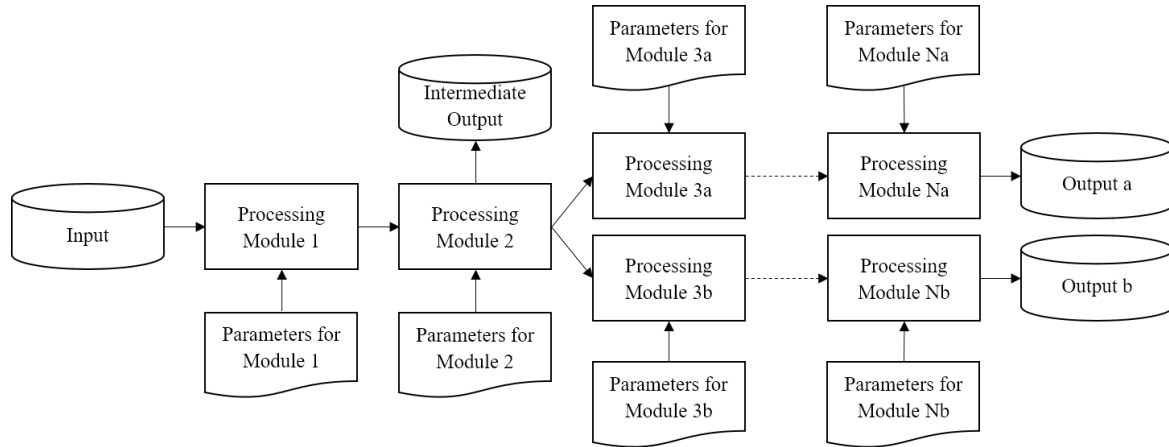 Parameters for
Module 3a
Parameters for
Module Na
Intermediate
Output
Processing
Module 3a
Processing
Module Na
Output a
Input
Processing
Module 1
Processing
Module 2
Processing
Module 3b
Processing
Module Nb
Output b
Parameters for
Module 1
Parameters for
Module 2
Parameters for
Module 3b
Parameters for
Module Nb